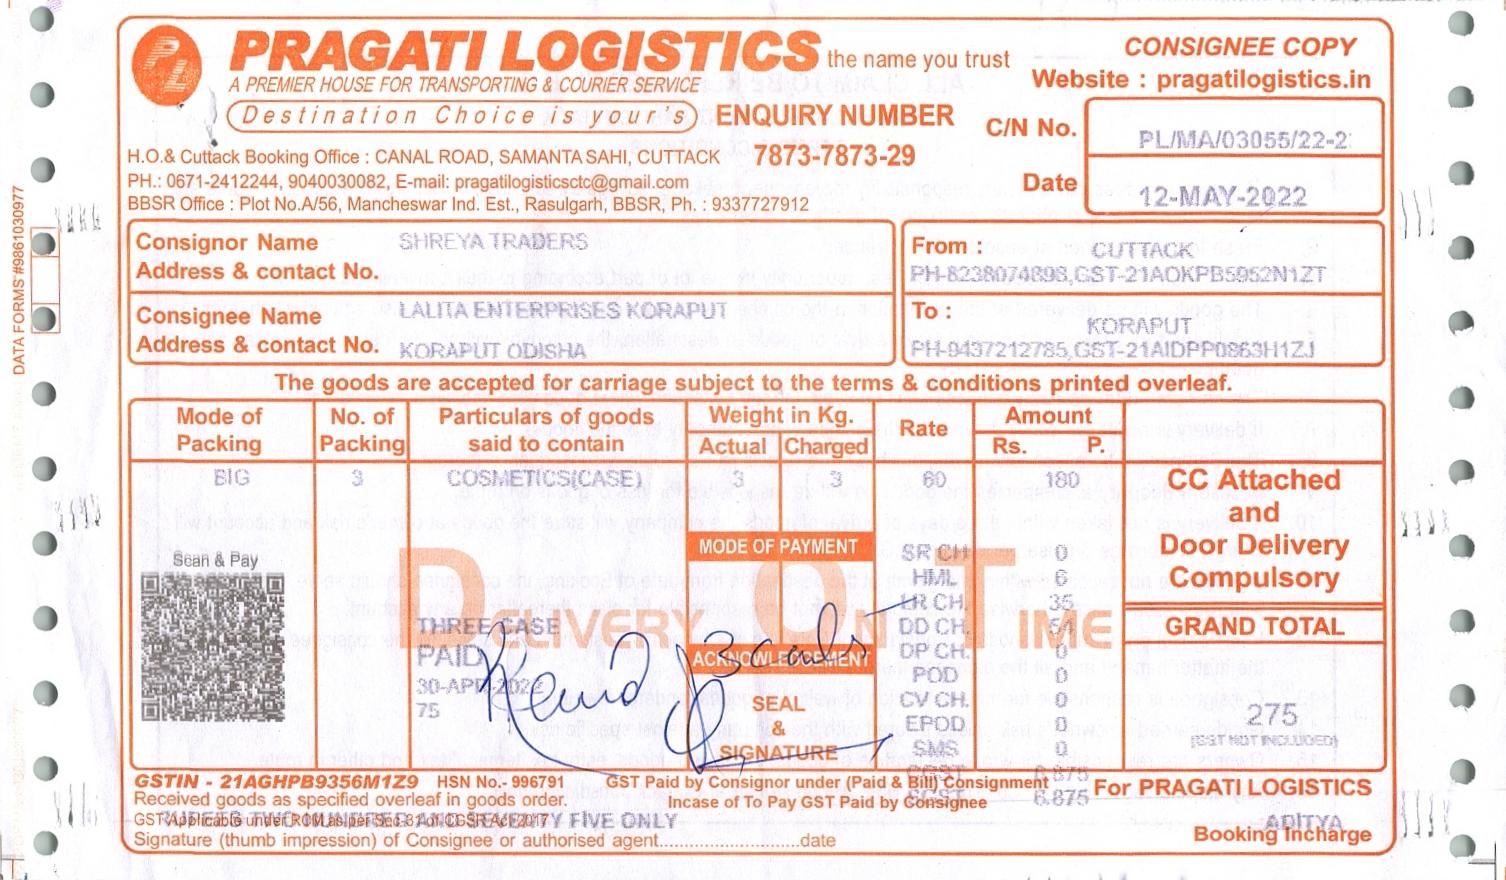 PRAGATI LOGISTICS the name you trust
A PREMIER HOUSE FOR TRANSPORTING & COURIER SERVICE
Destination Choice is your's
ENQUIRY NUMBER
7873-7873-29
CONSIGNEE COPY
Website : pragatilogistics.in
H.O.& Cuttack Booking Office : CANAL ROAD, SAMANTA SAHI, CUTTACK
PH.: 0671-2412244, 9040030082, E-mail: pragatilogisticsctc@gmail.com
BBSR Office : Plot No.A/56, Mancheswar Ind. Est., Rasulgarh, BBSR, Ph. : 9337727912
C/N No. PL/MA/03055/22-2
Date 12-MAY-2022
DATA FORMS #9861030977
Consignor Name SHREYA TRADERS
Address & contact No.
From : CUTTACK
PH-8238074898,GST-21AOKPB5952N1ZT
Consignee Name LALITA ENTERPRISES KORAPUT
Address & contact No. KORAPUT ODISHA
To : KORAPUT
PH-9437212785,GST-21AIDPP0863H1ZJ
The goods are accepted for carriage subject to the terms & conditions printed overleaf.
Mode of Packing No. of Packing Particulars of goods said to contain Weight in Kg. Actual Charged Rate Amount Rs. P.
BIG 3 COSMETICS(CASE) 3 3 60 180
CC Attached
and
Door Delivery
Compulsory
GRAND TOTAL
275
(GST NOT INCLUDED)
Scan & Pay
DELIVERY ON TIME
THREE CASE
PAID
30-APR-2022
75
MODE OF PAYMENT
ACKNOWLEDGEMENT
SEAL
&
SIGNATURE
SR CH 0
HML 6
LR CH. 35
DD CH 54
DP CH. 0
POD 0
CV CH. 0
EPOD 0
SMS 0
CGST 6.875
SGST 6.875
GSTIN - 21AGHPB9356M1Z9 HSN No.- 996791 GST Paid by Consignor under (Paid & Bill) Consignment
Received goods as specified overleaf in goods order. Incase of To Pay GST Paid by Consignee
RUPEES TWO HUNDRED AND SEVENTY FIVE ONLY
Signature (thumb impression) of Consignee or authorised agent.............................date
For PRAGATI LOGISTICS
ADITYA
Booking Incharge